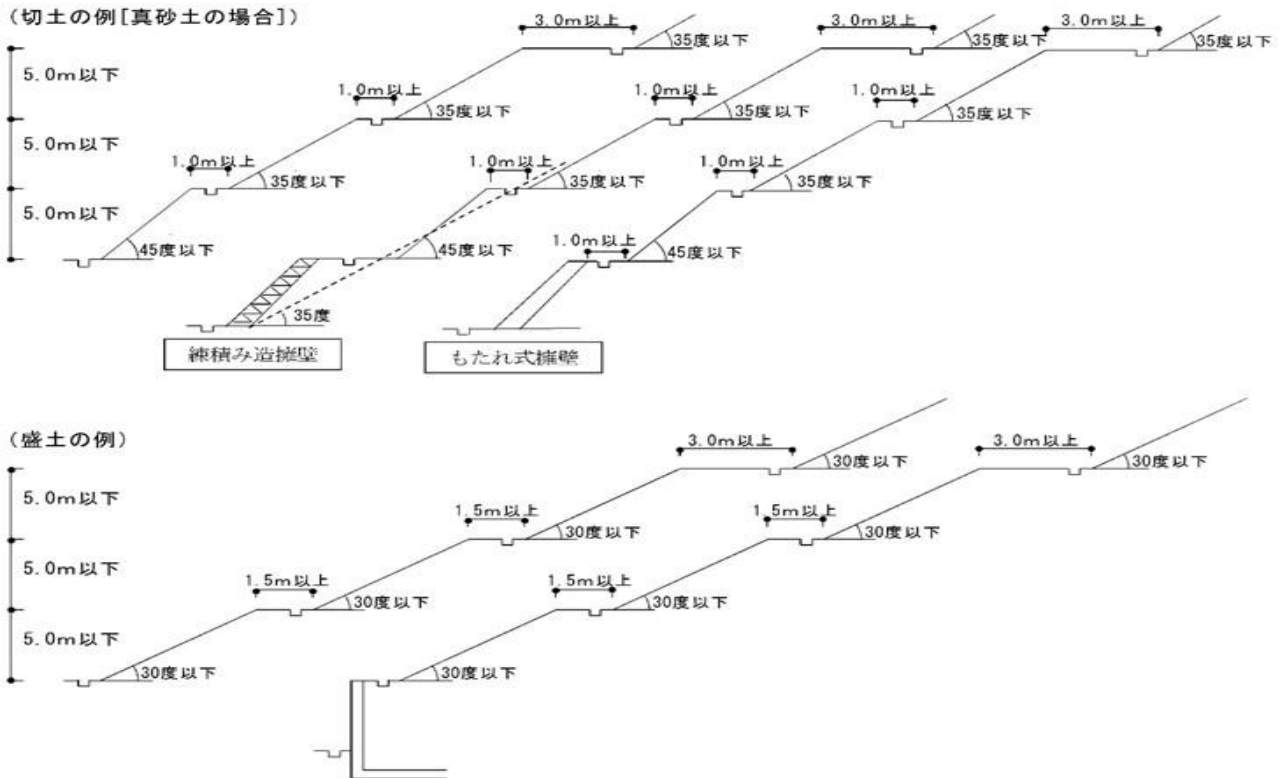 (切土の例[真砂土の場合])
3.0m以上
3.0m以上
3.0m以上
35度以下
35度以下
35度以下
5.0m以下
1.0m以上
1.0m以上
1.0m以上
35度以下
35度以下
35度以下
5.0m以下
1.0m以上
1.0m以上
1.0m以上
35度以下
35度以下
35度以下
5.0m以下
1.0m以上
45度以下
45度以下
45度以下
35度
練積み造擁壁
もたれ式擁壁
(盛土の例)
3.0m以上
3.0m以上
30度以下
30度以下
5.0m以下
1.5m以上
1.5m以上
30度以下
30度以下
5.0m以下
1.5m以上
1.5m以上
30度以下
30度以下
5.0m以下
30度以下
30度以下